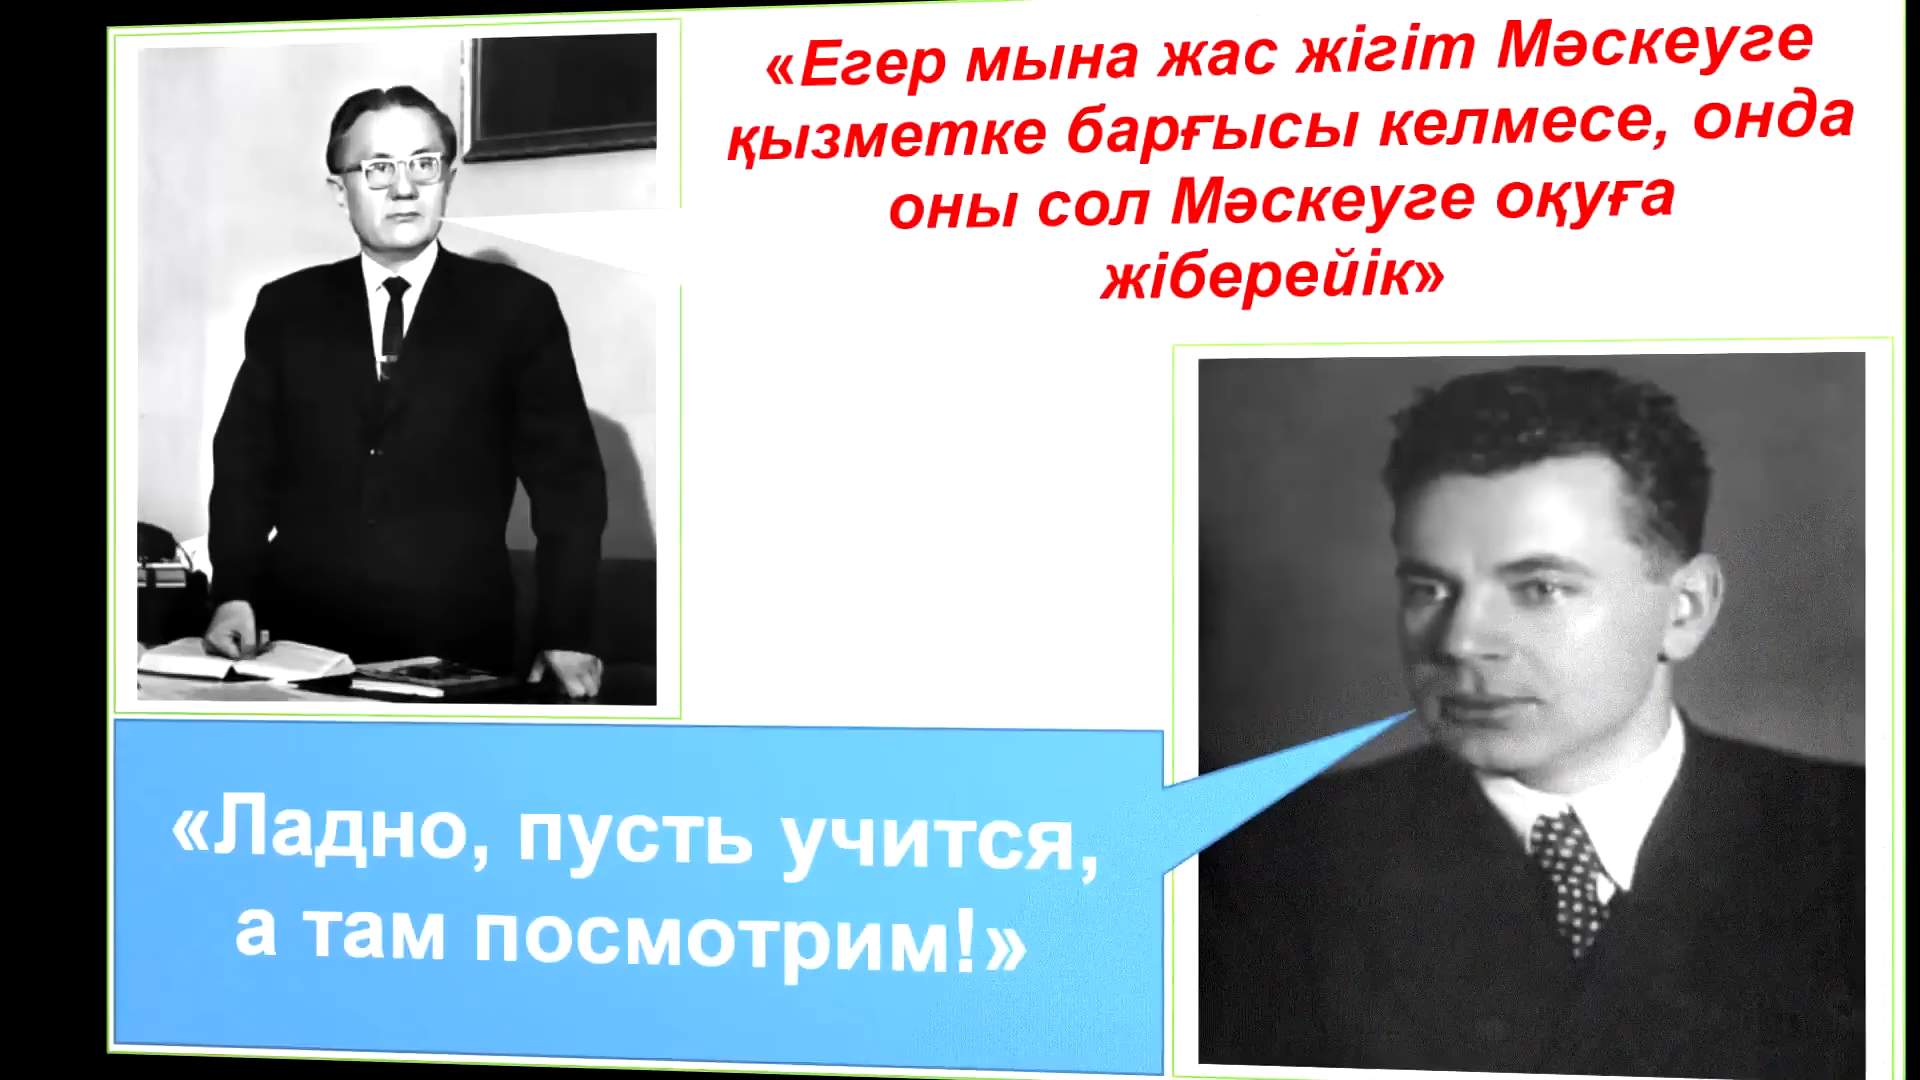 «Егер мына жас жігіт Мәскеуге
қызметке барғысы келмесе, онда
оны сол Мәскеуге оқуға
жіберейік»
«Ладно, пусть учится,
а там посмотрим!»